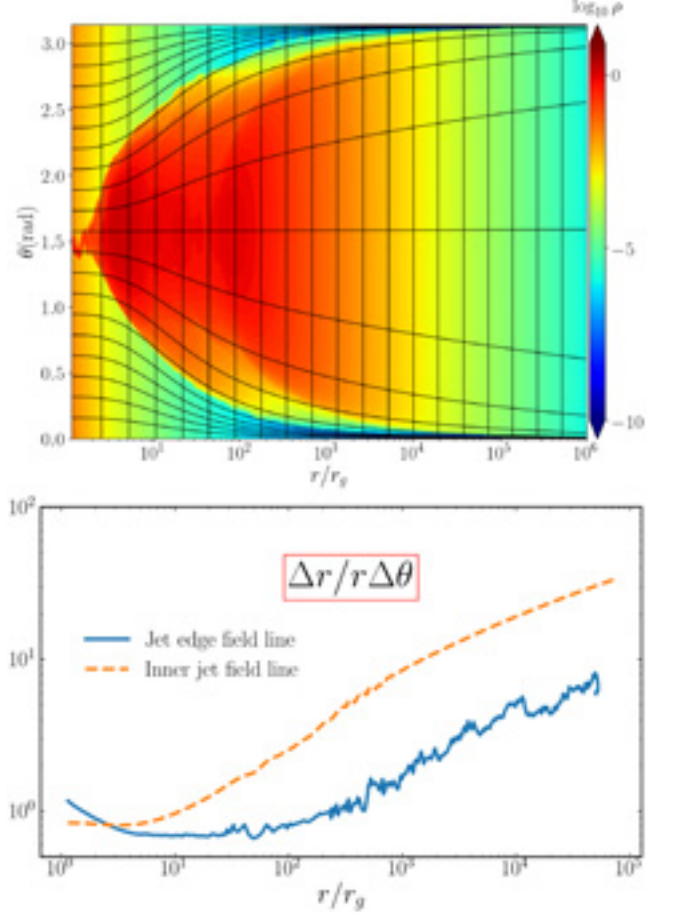 log₁₀ ρ
3.0
2.5
2.0
1.5
1.0
0.5
0.0
θ(rad)
0
−5
−10
10¹ 10² 10³ 10⁴ 10⁵ 10⁶
r/r_g
10²
10¹
10⁰
Δr/rΔθ
Jet edge field line
Inner jet field line
10⁰ 10¹ 10² 10³ 10⁴ 10⁵
r/r_g